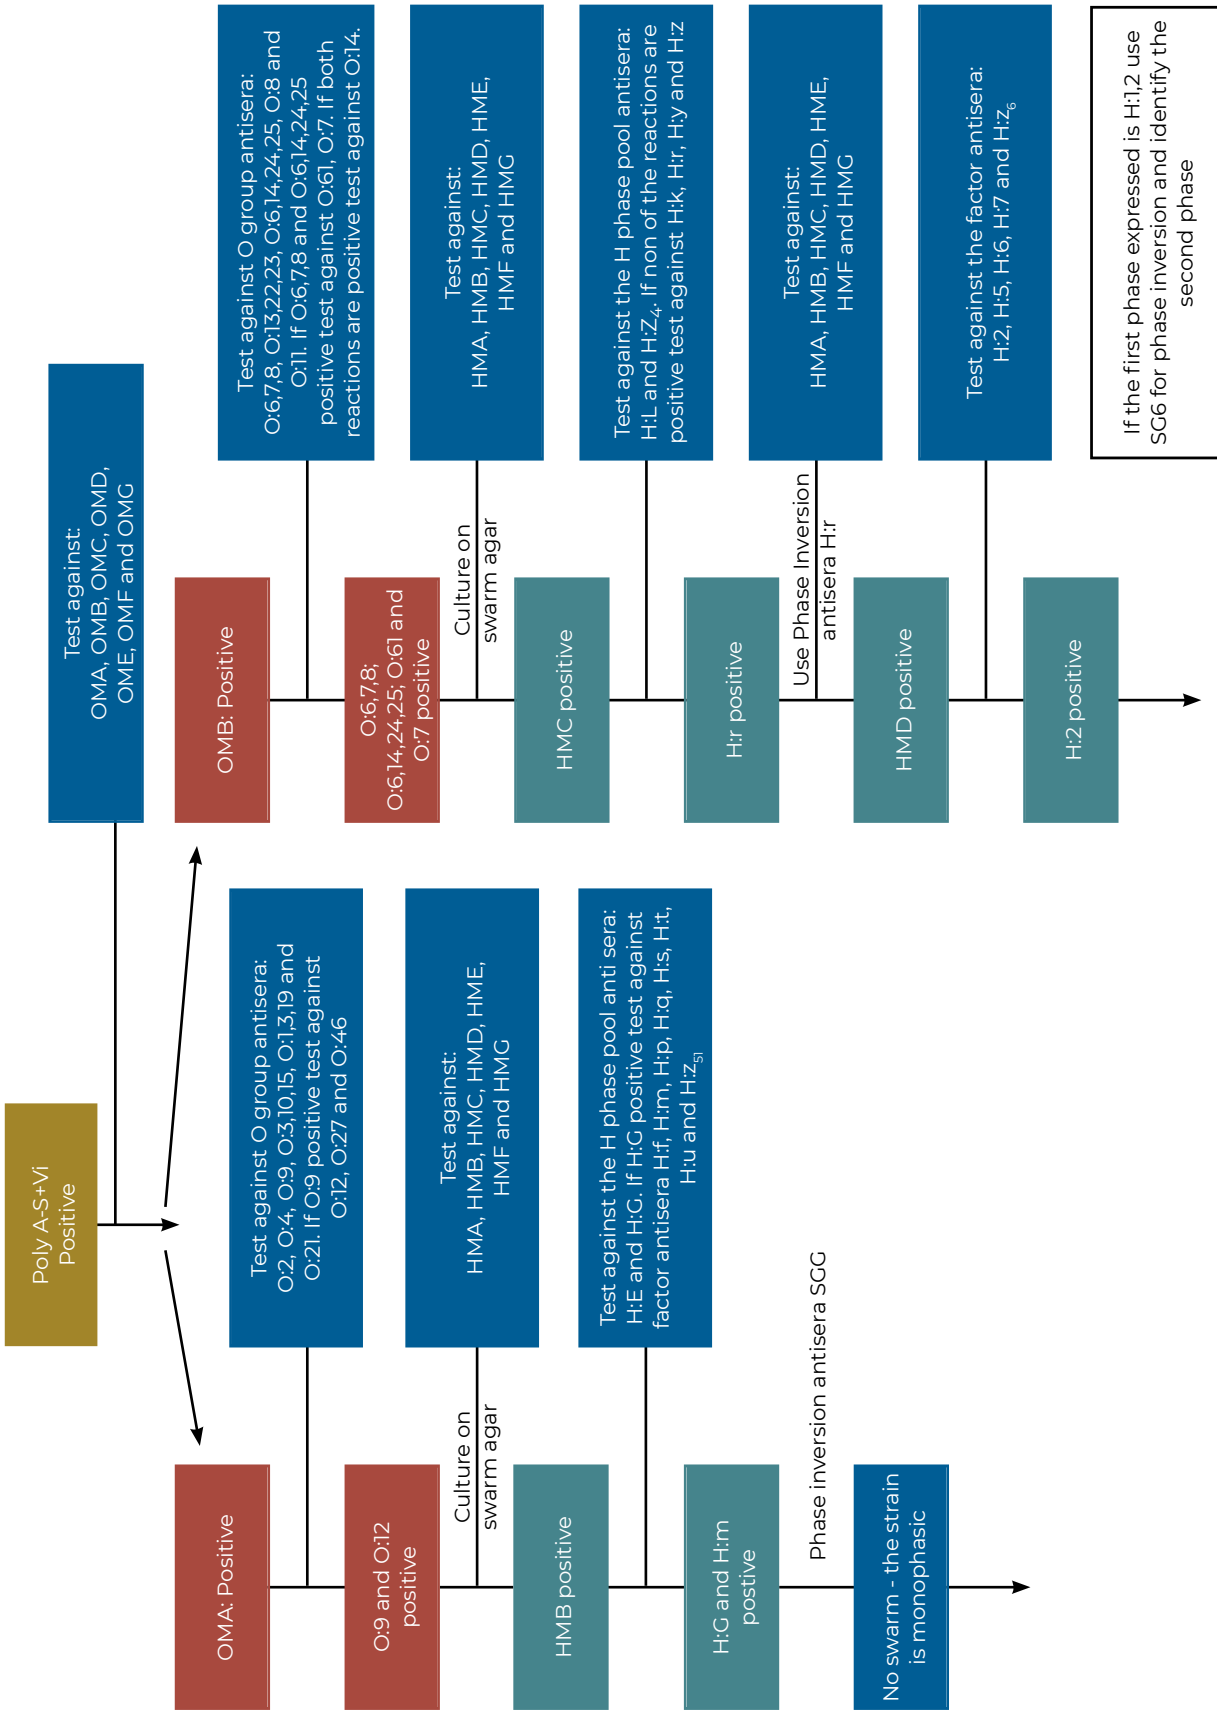 Poly A-S+Vi
Positive
Test against:
OMA, OMB, OMC, OMD,
OME, OMF and OMG
OMA: Positive
Test against O group antisera:
O:2, O:4, O:9, O:3,10,15, O:1,3,19 and
O:21. If O:9 positive test against
O:12, O:27 and O:46
O:9 and O:12
positive
Culture on
swarm agar
Test against:
HMA, HMB, HMC, HMD, HME,
HMF and HMG
HMB positive
Test against the H phase pool anti sera:
H:E and H:G. If H:G positive test against
factor antisera H:f, H:m, H:p, H:q, H:s, H:t,
H:u and H:z₅₁
H:G and H:m
postive
Phase inversion antisera SGG
No swarm - the strain
is monophasic
OMB: Positive
Test against O group antisera:
O:6,7,8, O:13,22,23, O:6,14,24,25, O:8 and
O:11. If O:6,7,8 and O:6,14,24,25
positive test against O:61, O:7. If both
reactions are positive test against O:14.
O:6,7,8;
O:6,14,24,25; O:61 and
O:7 positive
Culture on
swarm agar
Test against:
HMA, HMB, HMC, HMD, HME,
HMF and HMG
HMC positive
Test against the H phase pool antisera:
H:L and H:Z₄. If non of the reactions are
positive test against H:k, H:r, H:y and H:z
H:r positive
Use Phase Inversion
antisera H:r
Test against:
HMA, HMB, HMC, HMD, HME,
HMF and HMG
HMD positive
Test against the factor antisera:
H:2, H:5, H:6, H:7 and H:z₆
H:2 positive
If the first phase expressed is H:1,2 use
SG6 for phase inversion and identify the
second phase